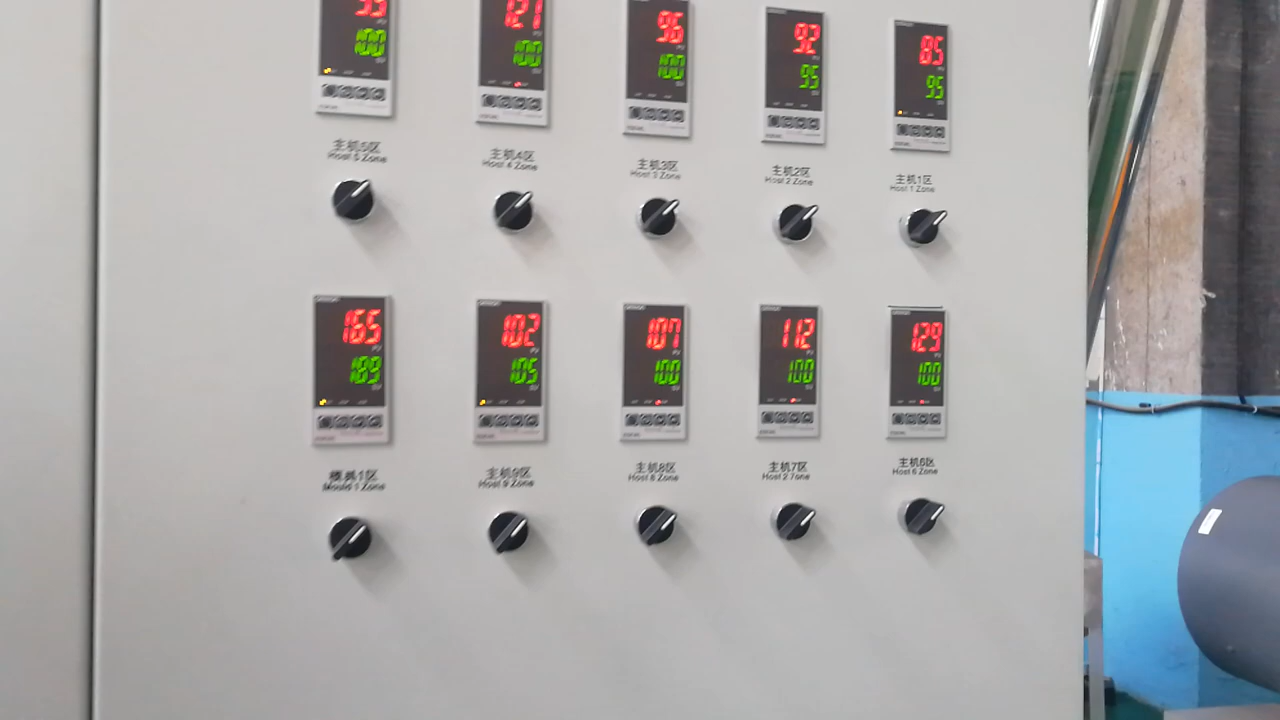 121
96
92
85
100
100
100
95
95
主机5区
主机4区
主机3区
主机2区
主机1区
Host 5 Zone
Host 4 Zone
Host 3 Zone
Host 2 Zone
Host 1 Zone
165
102
107
112
129
PV
189
105
100
100
100
SV
模具1区
主机9区
主机8区
主机7区
主机6区
Mould 1 Zone
Host 9 Zone
Host 8 Zone
Host 2 Zone
Host 6 Zone